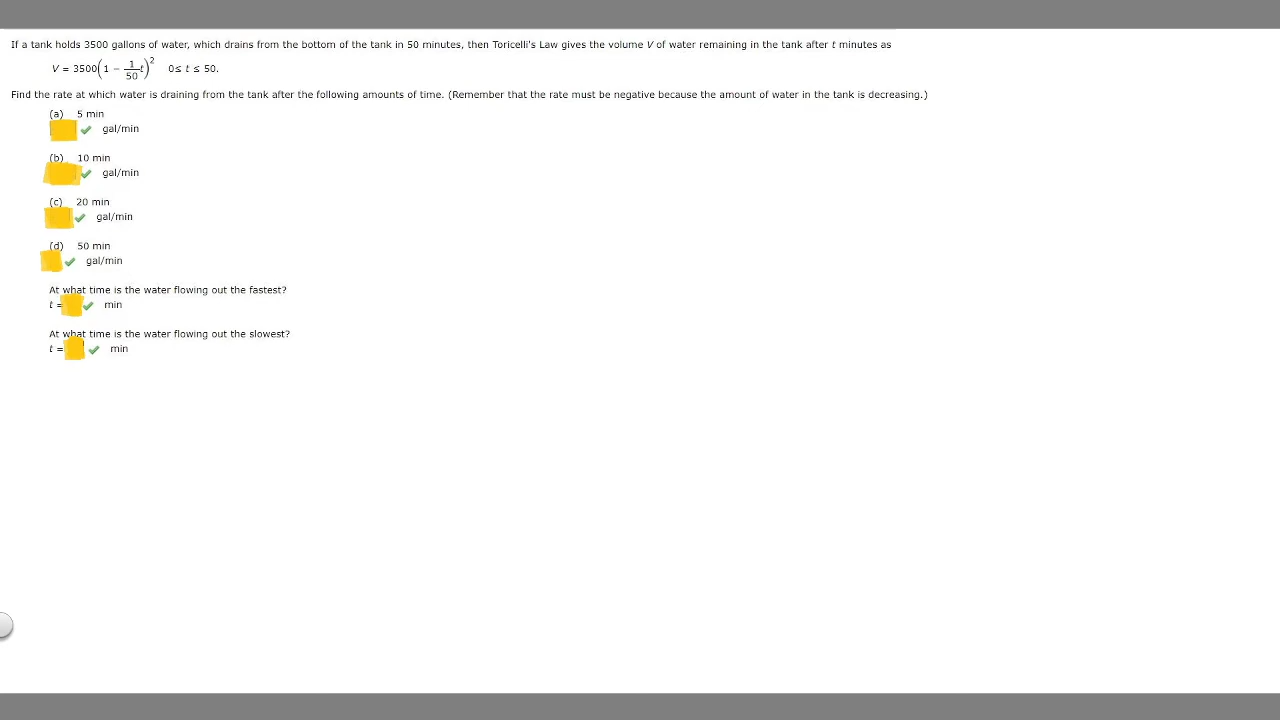 If a tank holds 3500 gallons of water, which drains from the bottom of the tank in 50 minutes, then Toricelli's Law gives the volume V of water remaining in the tank after t minutes as
V = 3500(1 − 1/50 t)² 0≤ t ≤ 50.
Find the rate at which water is draining from the tank after the following amounts of time. (Remember that the rate must be negative because the amount of water in the tank is decreasing.)
(a) 5 min
gal/min
(b) 10 min
gal/min
(c) 20 min
gal/min
(d) 50 min
gal/min
At what time is the water flowing out the fastest?
t = min
At what time is the water flowing out the slowest?
t = min